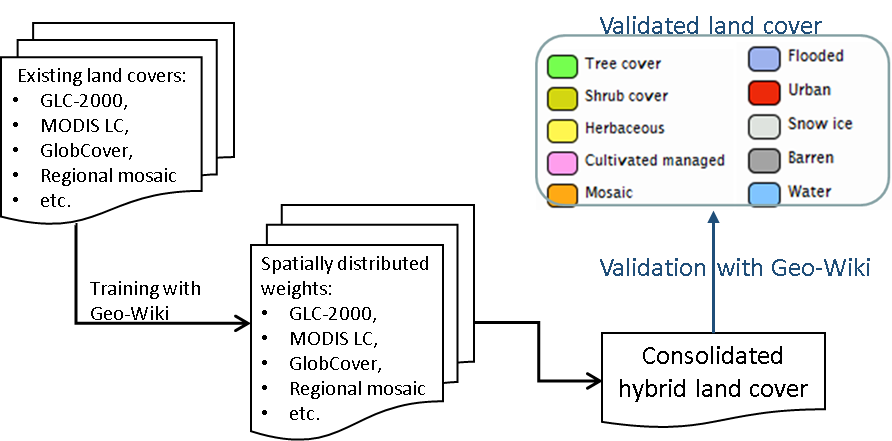 Existing land covers:
• GLC-2000,
• MODIS LC,
• GlobCover,
• Regional mosaic
• etc.
Training with
Geo-Wiki
Spatially distributed
weights:
• GLC-2000,
• MODIS LC,
• GlobCover,
• Regional mosaic
• etc.
Consolidated
hybrid land cover
Validation with Geo-Wiki
Validated land cover
Tree cover
Shrub cover
Herbaceous
Cultivated managed
Mosaic
Flooded
Urban
Snow ice
Barren
Water